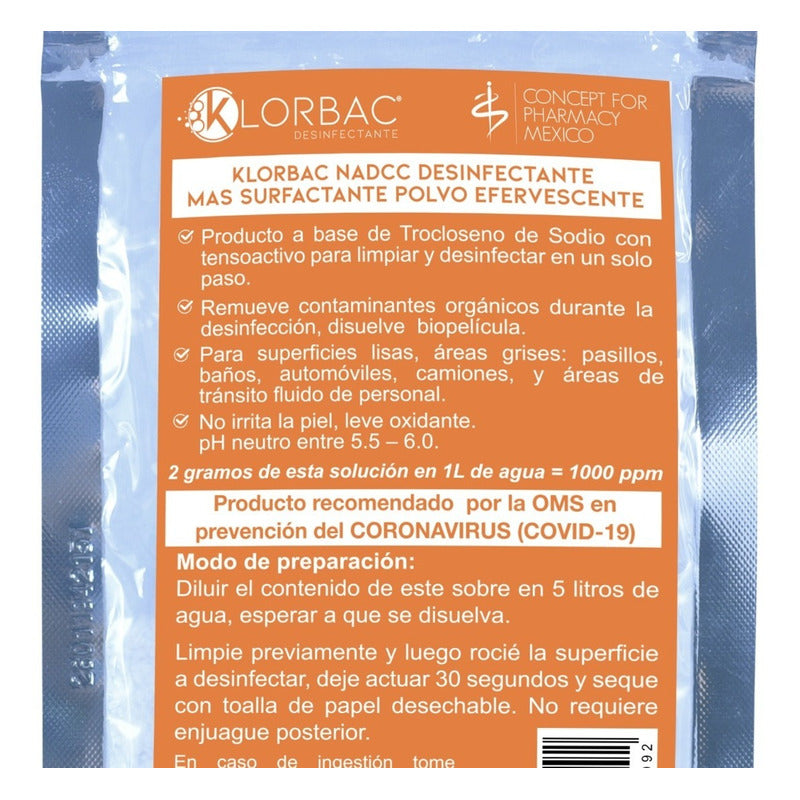 KLORBAC®
DESINFECTANTE
CONCEPT FOR
PHARMACY
MEXICO
KLORBAC NADCC DESINFECTANTE
MAS SURFACTANTE POLVO EFERVESCENTE
Producto a base de Trocloseno de Sodio con
tensoactivo para limpiar y desinfectar en un solo
paso.
Remueve contaminantes orgánicos durante la
desinfección, disuelve biopelícula.
Para superficies lisas, áreas grises: pasillos,
baños, automóviles, camiones, y áreas de
tránsito fluido de personal.
No irrita la piel, leve oxidante.
pH neutro entre 5.5 – 6.0.
2 gramos de esta solución en 1L de agua = 1000 ppm
Producto recomendado por la OMS en
prevención del CORONAVIRUS (COVID-19)
Modo de preparación:
Diluir el contenido de este sobre en 5 litros de
agua, esperar a que se disuelva.
Limpie previamente y luego rocié la superficie
a desinfectar, deje actuar 30 segundos y seque
con toalla de papel desechable. No requiere
enjuague posterior.
En caso de ingestión tome